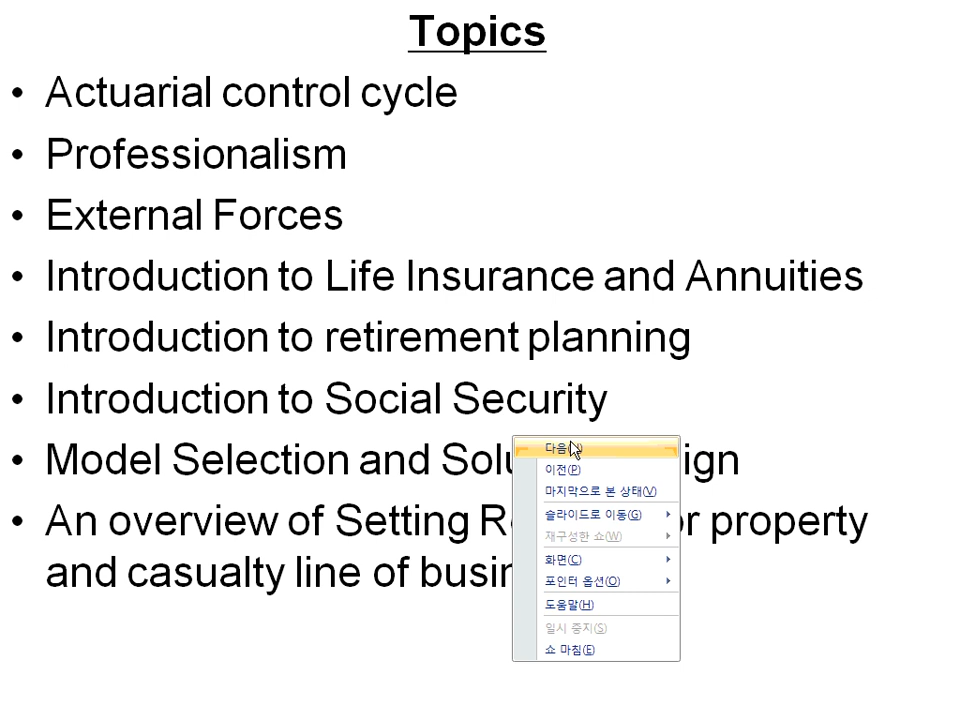 Topics
• Actuarial control cycle
• Professionalism
• External Forces
• Introduction to Life Insurance and Annuities
• Introduction to retirement planning
• Introduction to Social Security
• Model Selection and Solu ign
• An overview of Setting R or property
and casualty line of busin
다음(N)
이전(P)
마지막으로 본 상태(V)
슬라이드로 이동(G)
재구성한 쇼(W)
화면(C)
포인터 옵션(O)
도움말(H)
일시 중지(S)
쇼 마침(E)